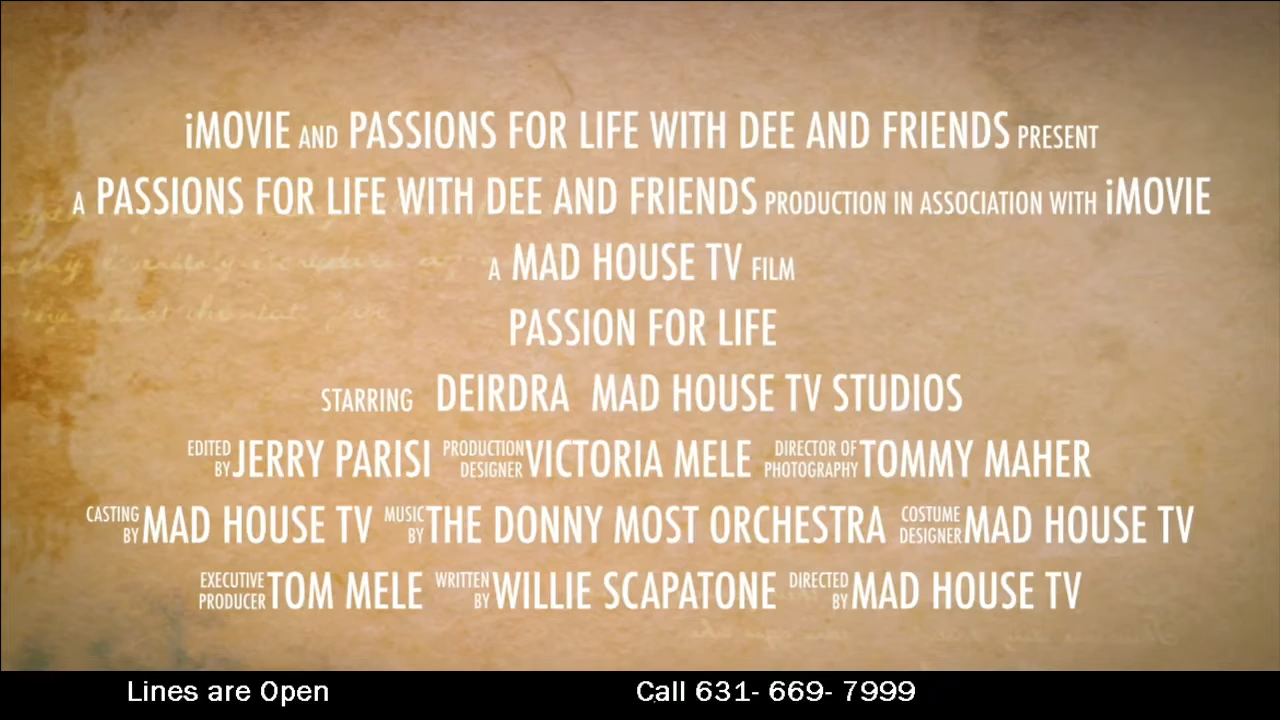 iMOVIE AND PASSIONS FOR LIFE WITH DEE AND FRIENDS PRESENT
A PASSIONS FOR LIFE WITH DEE AND FRIENDS PRODUCTION IN ASSOCIATION WITH iMOVIE
A MAD HOUSE TV FILM
PASSION FOR LIFE
STARRING DEIRDRA MAD HOUSE TV STUDIOS
EDITED BY JERRY PARISI PRODUCTION DESIGNER VICTORIA MELE DIRECTOR OF PHOTOGRAPHY TOMMY MAHER
CASTING BY MAD HOUSE TV MUSIC BY THE DONNY MOST ORCHESTRA COSTUME DESIGNER MAD HOUSE TV
EXECUTIVE PRODUCER TOM MELE WRITTEN BY WILLIE SCAPATONE DIRECTED BY MAD HOUSE TV
Lines are Open Call 631- 669- 7999